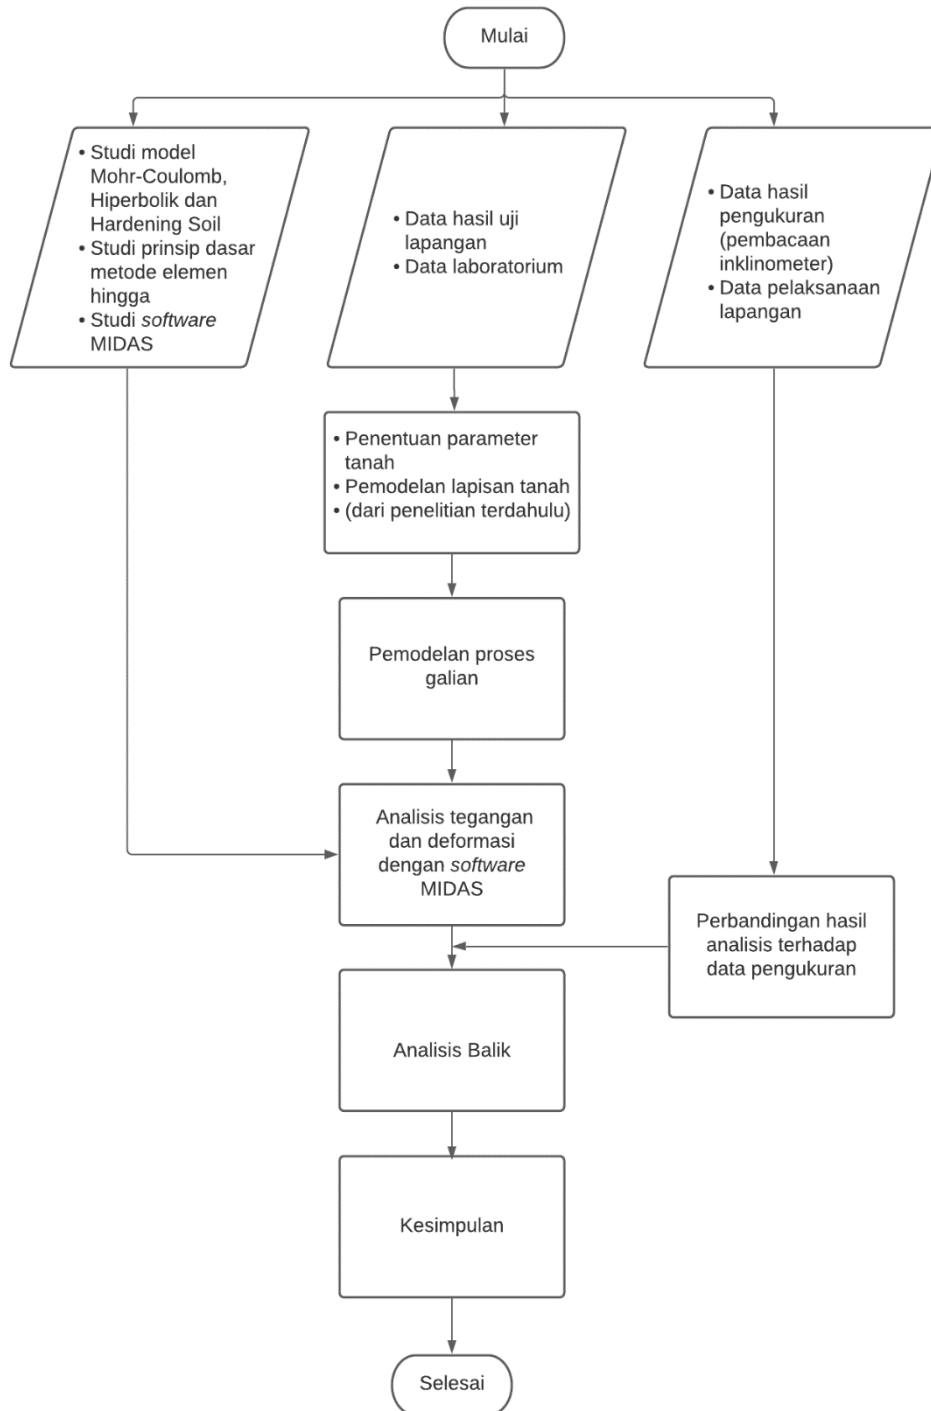 Mulai
• Studi model
Mohr-Coulomb,
Hiperbolik dan
Hardening Soil
• Studi prinsip dasar
metode elemen
hingga
• Studi software
MIDAS
• Data hasil uji
lapangan
• Data laboratorium
• Data hasil
pengukuran
(pembacaan
inklinometer)
• Data pelaksanaan
lapangan
• Penentuan parameter
tanah
• Pemodelan lapisan tanah
• (dari penelitian terdahulu)
Pemodelan proses
galian
Analisis tegangan
dan deformasi
dengan software
MIDAS
Perbandingan hasil
analisis terhadap
data pengukuran
Analisis Balik
Kesimpulan
Selesai